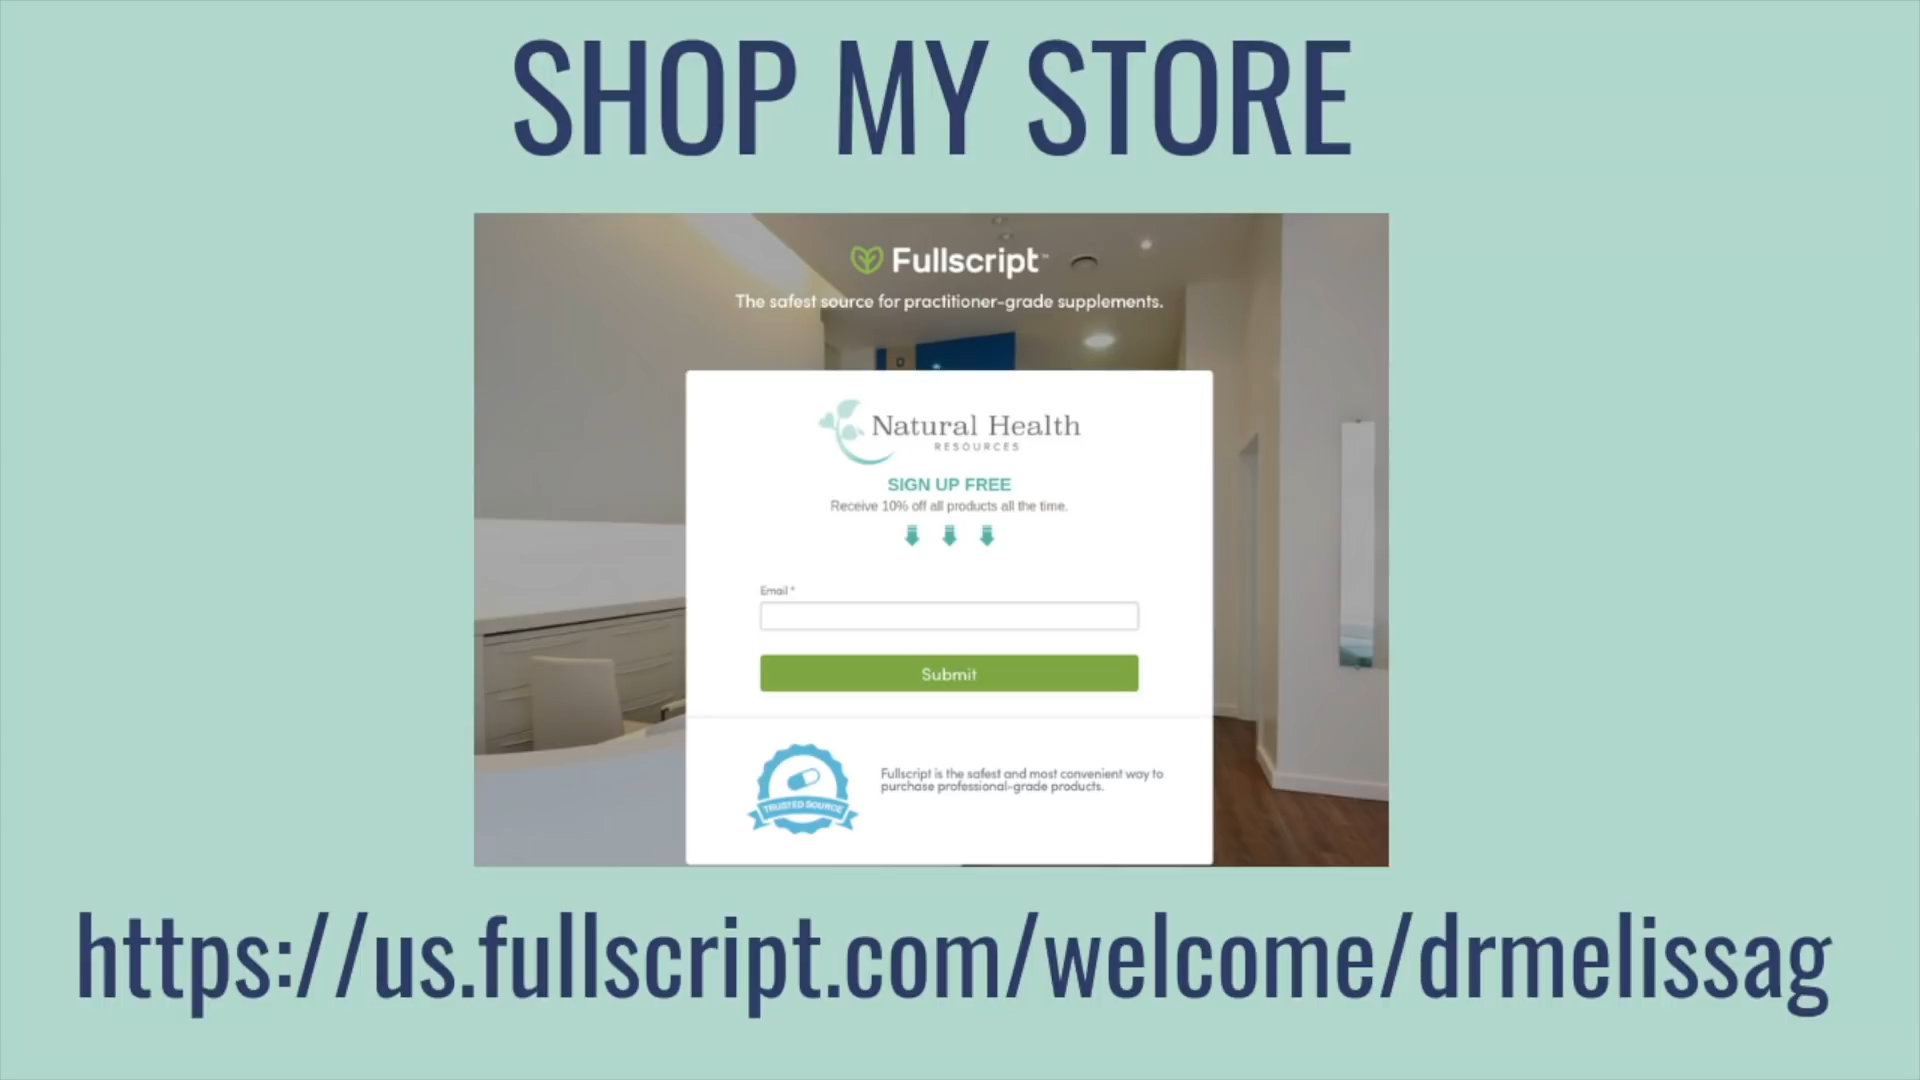 SHOP MY STORE
Fullscript™
The safest source for practitioner-grade supplements.
Natural Health
RESOURCES
SIGN UP FREE
Receive 10% off all products all the time.
Email *
Submit
TRUSTED SOURCE
Fullscript is the safest and most convenient way to
purchase professional-grade products.
https://us.fullscript.com/welcome/drmelissag